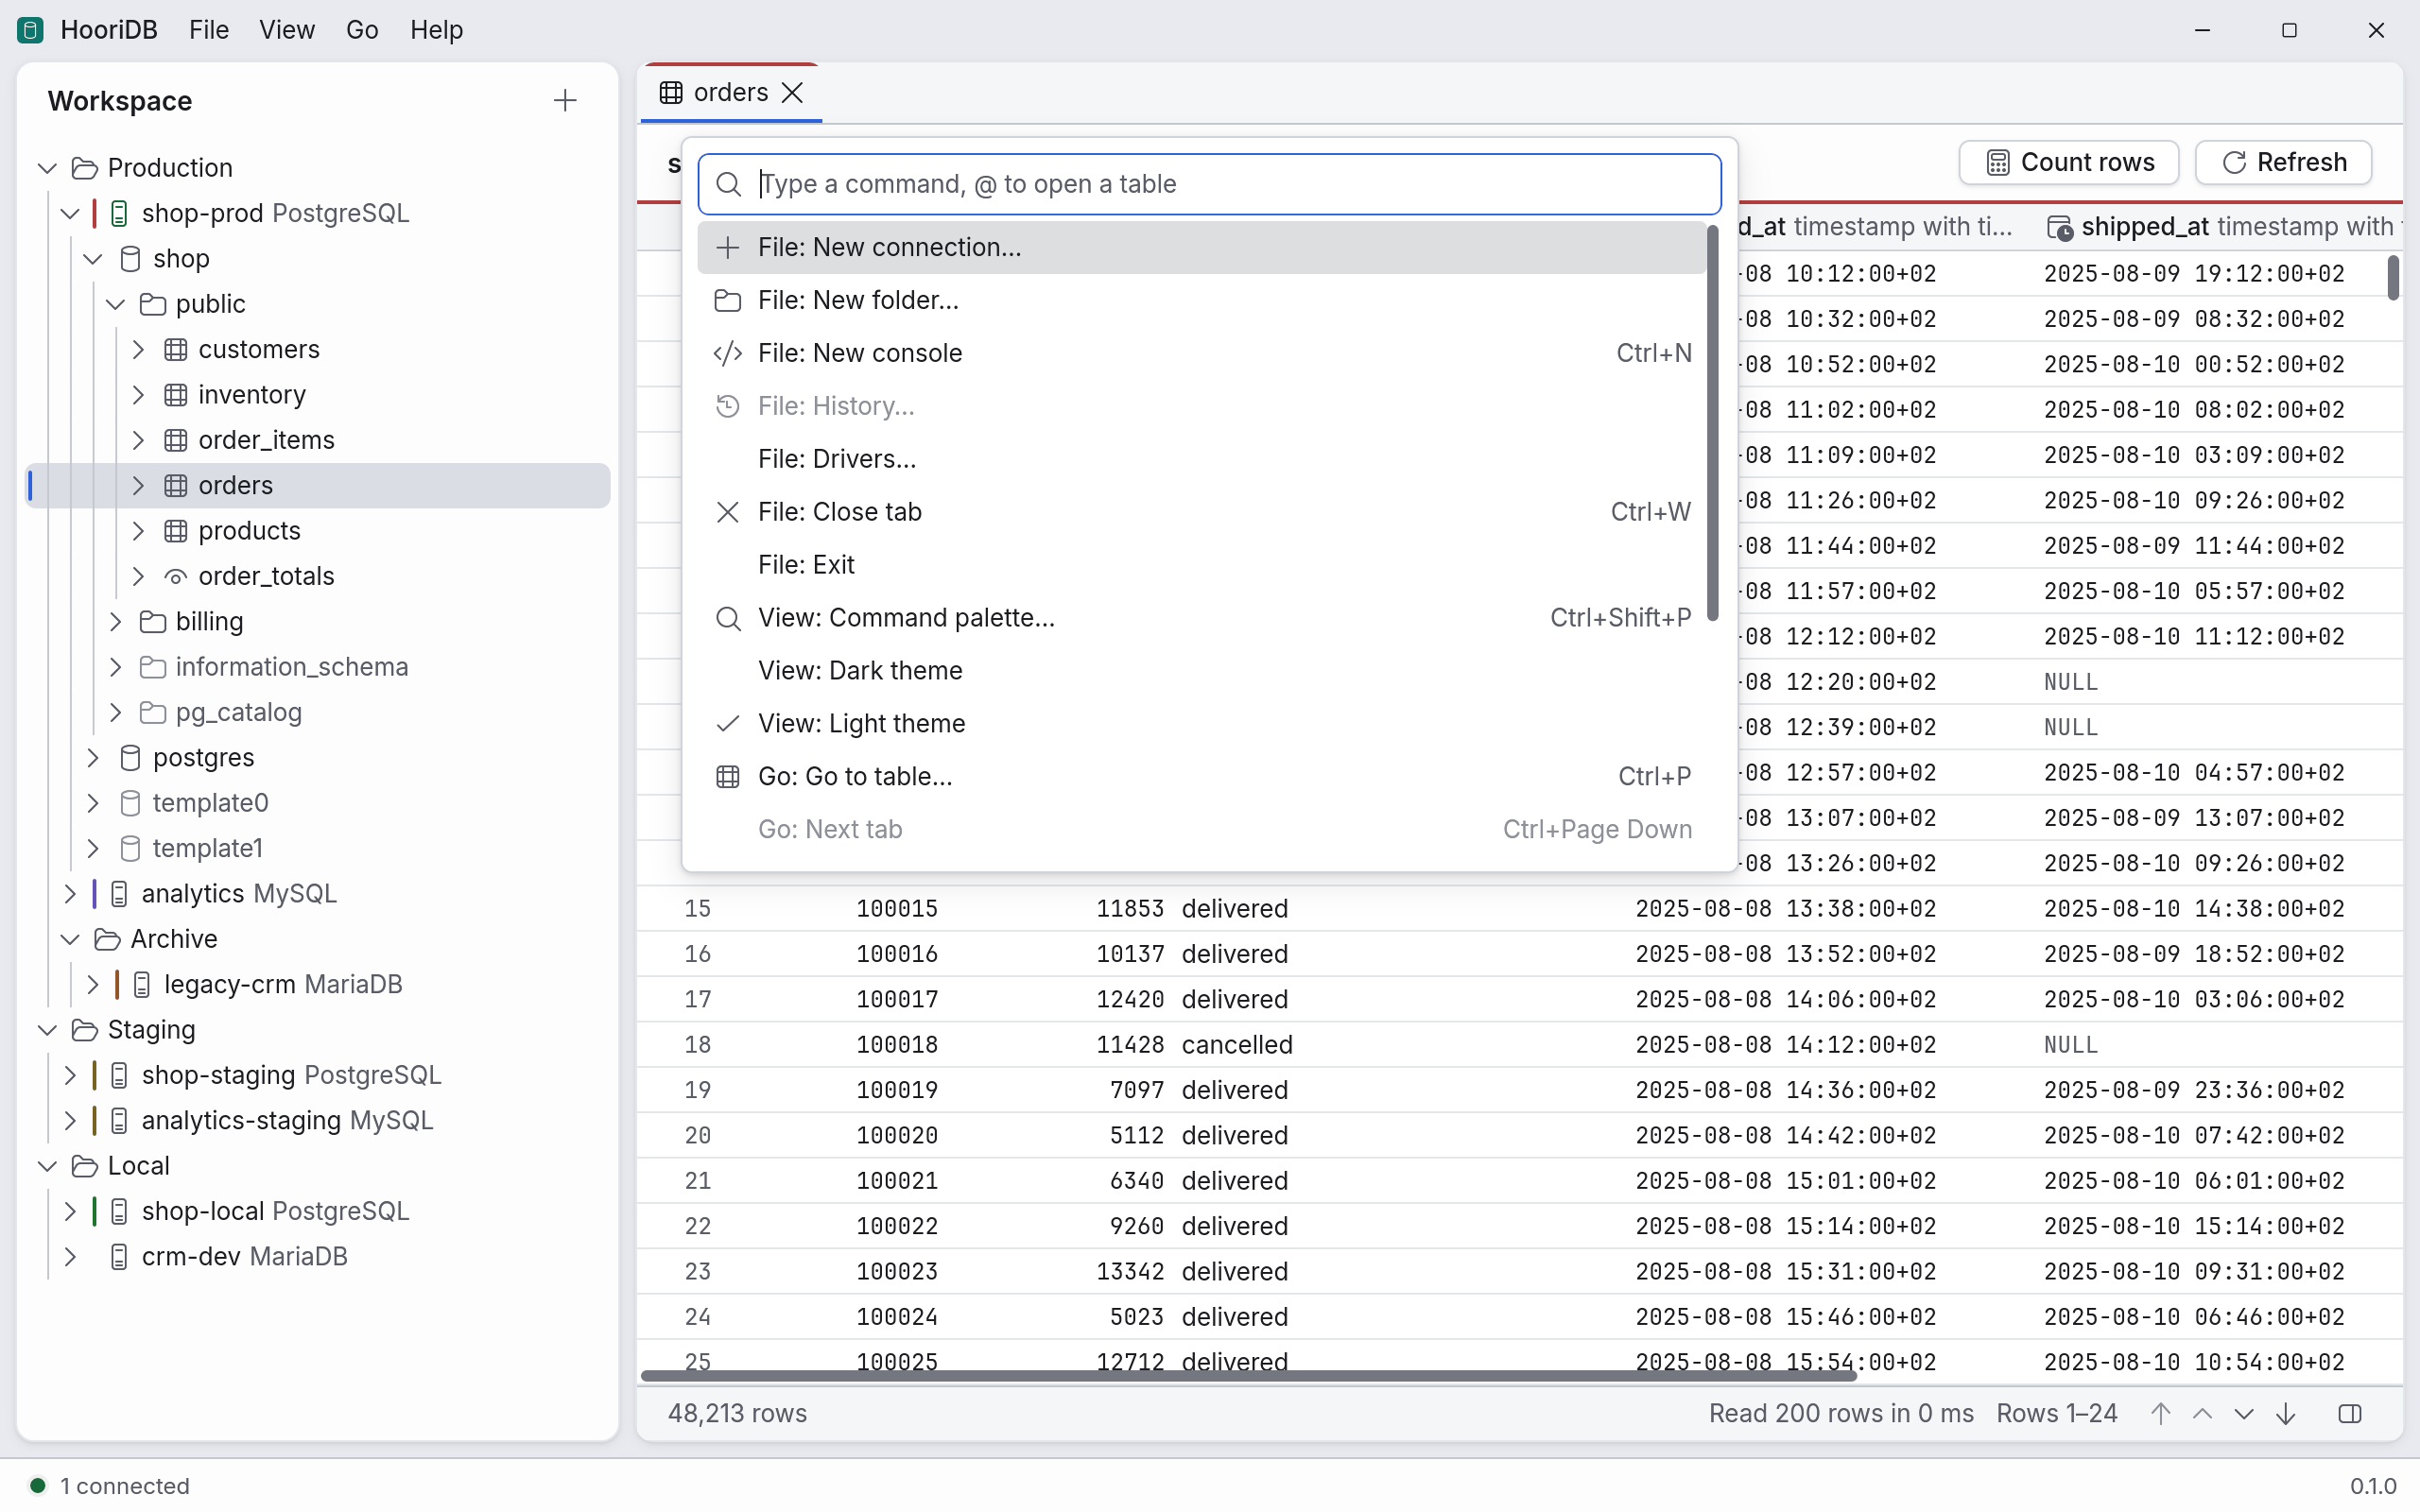 HooriDB File View Go Help
Workspace
Production
shop-prod PostgreSQL
shop
public
customers
inventory
order_items
orders
products
order_totals
billing
information_schema
pg_catalog
postgres
template0
template1
analytics MySQL
Archive
legacy-crm MariaDB
Staging
shop-staging PostgreSQL
analytics-staging MySQL
Local
shop-local PostgreSQL
crm-dev MariaDB
orders
s
Count rows Refresh
Type a command, @ to open a table
File: New connection...
File: New folder...
File: New console Ctrl+N
File: History...
File: Drivers...
File: Close tab Ctrl+W
File: Exit
View: Command palette... Ctrl+Shift+P
View: Dark theme
View: Light theme
Go: Go to table... Ctrl+P
Go: Next tab Ctrl+Page Down
d_at timestamp with ti... shipped_at timestamp with
-08 10:12:00+02 2025-08-09 19:12:00+02
-08 10:32:00+02 2025-08-09 08:32:00+02
-08 10:52:00+02 2025-08-10 00:52:00+02
-08 11:02:00+02 2025-08-10 08:02:00+02
-08 11:09:00+02 2025-08-10 03:09:00+02
-08 11:26:00+02 2025-08-10 09:26:00+02
-08 11:44:00+02 2025-08-09 11:44:00+02
-08 11:57:00+02 2025-08-10 05:57:00+02
-08 12:12:00+02 2025-08-10 11:12:00+02
-08 12:20:00+02 NULL
-08 12:39:00+02 NULL
-08 12:57:00+02 2025-08-10 04:57:00+02
-08 13:07:00+02 2025-08-09 13:07:00+02
-08 13:26:00+02 2025-08-10 09:26:00+02
15 100015 11853 delivered 2025-08-08 13:38:00+02 2025-08-10 14:38:00+02
16 100016 10137 delivered 2025-08-08 13:52:00+02 2025-08-09 18:52:00+02
17 100017 12420 delivered 2025-08-08 14:06:00+02 2025-08-10 03:06:00+02
18 100018 11428 cancelled 2025-08-08 14:12:00+02 NULL
19 100019 7097 delivered 2025-08-08 14:36:00+02 2025-08-09 23:36:00+02
20 100020 5112 delivered 2025-08-08 14:42:00+02 2025-08-10 07:42:00+02
21 100021 6340 delivered 2025-08-08 15:01:00+02 2025-08-10 06:01:00+02
22 100022 9260 delivered 2025-08-08 15:14:00+02 2025-08-10 15:14:00+02
23 100023 13342 delivered 2025-08-08 15:31:00+02 2025-08-10 09:31:00+02
24 100024 5023 delivered 2025-08-08 15:46:00+02 2025-08-10 06:46:00+02
25 100025 12712 delivered 2025-08-08 15:54:00+02 2025-08-10 10:54:00+02
48,213 rows Read 200 rows in 0 ms Rows 1–24
1 connected 0.1.0